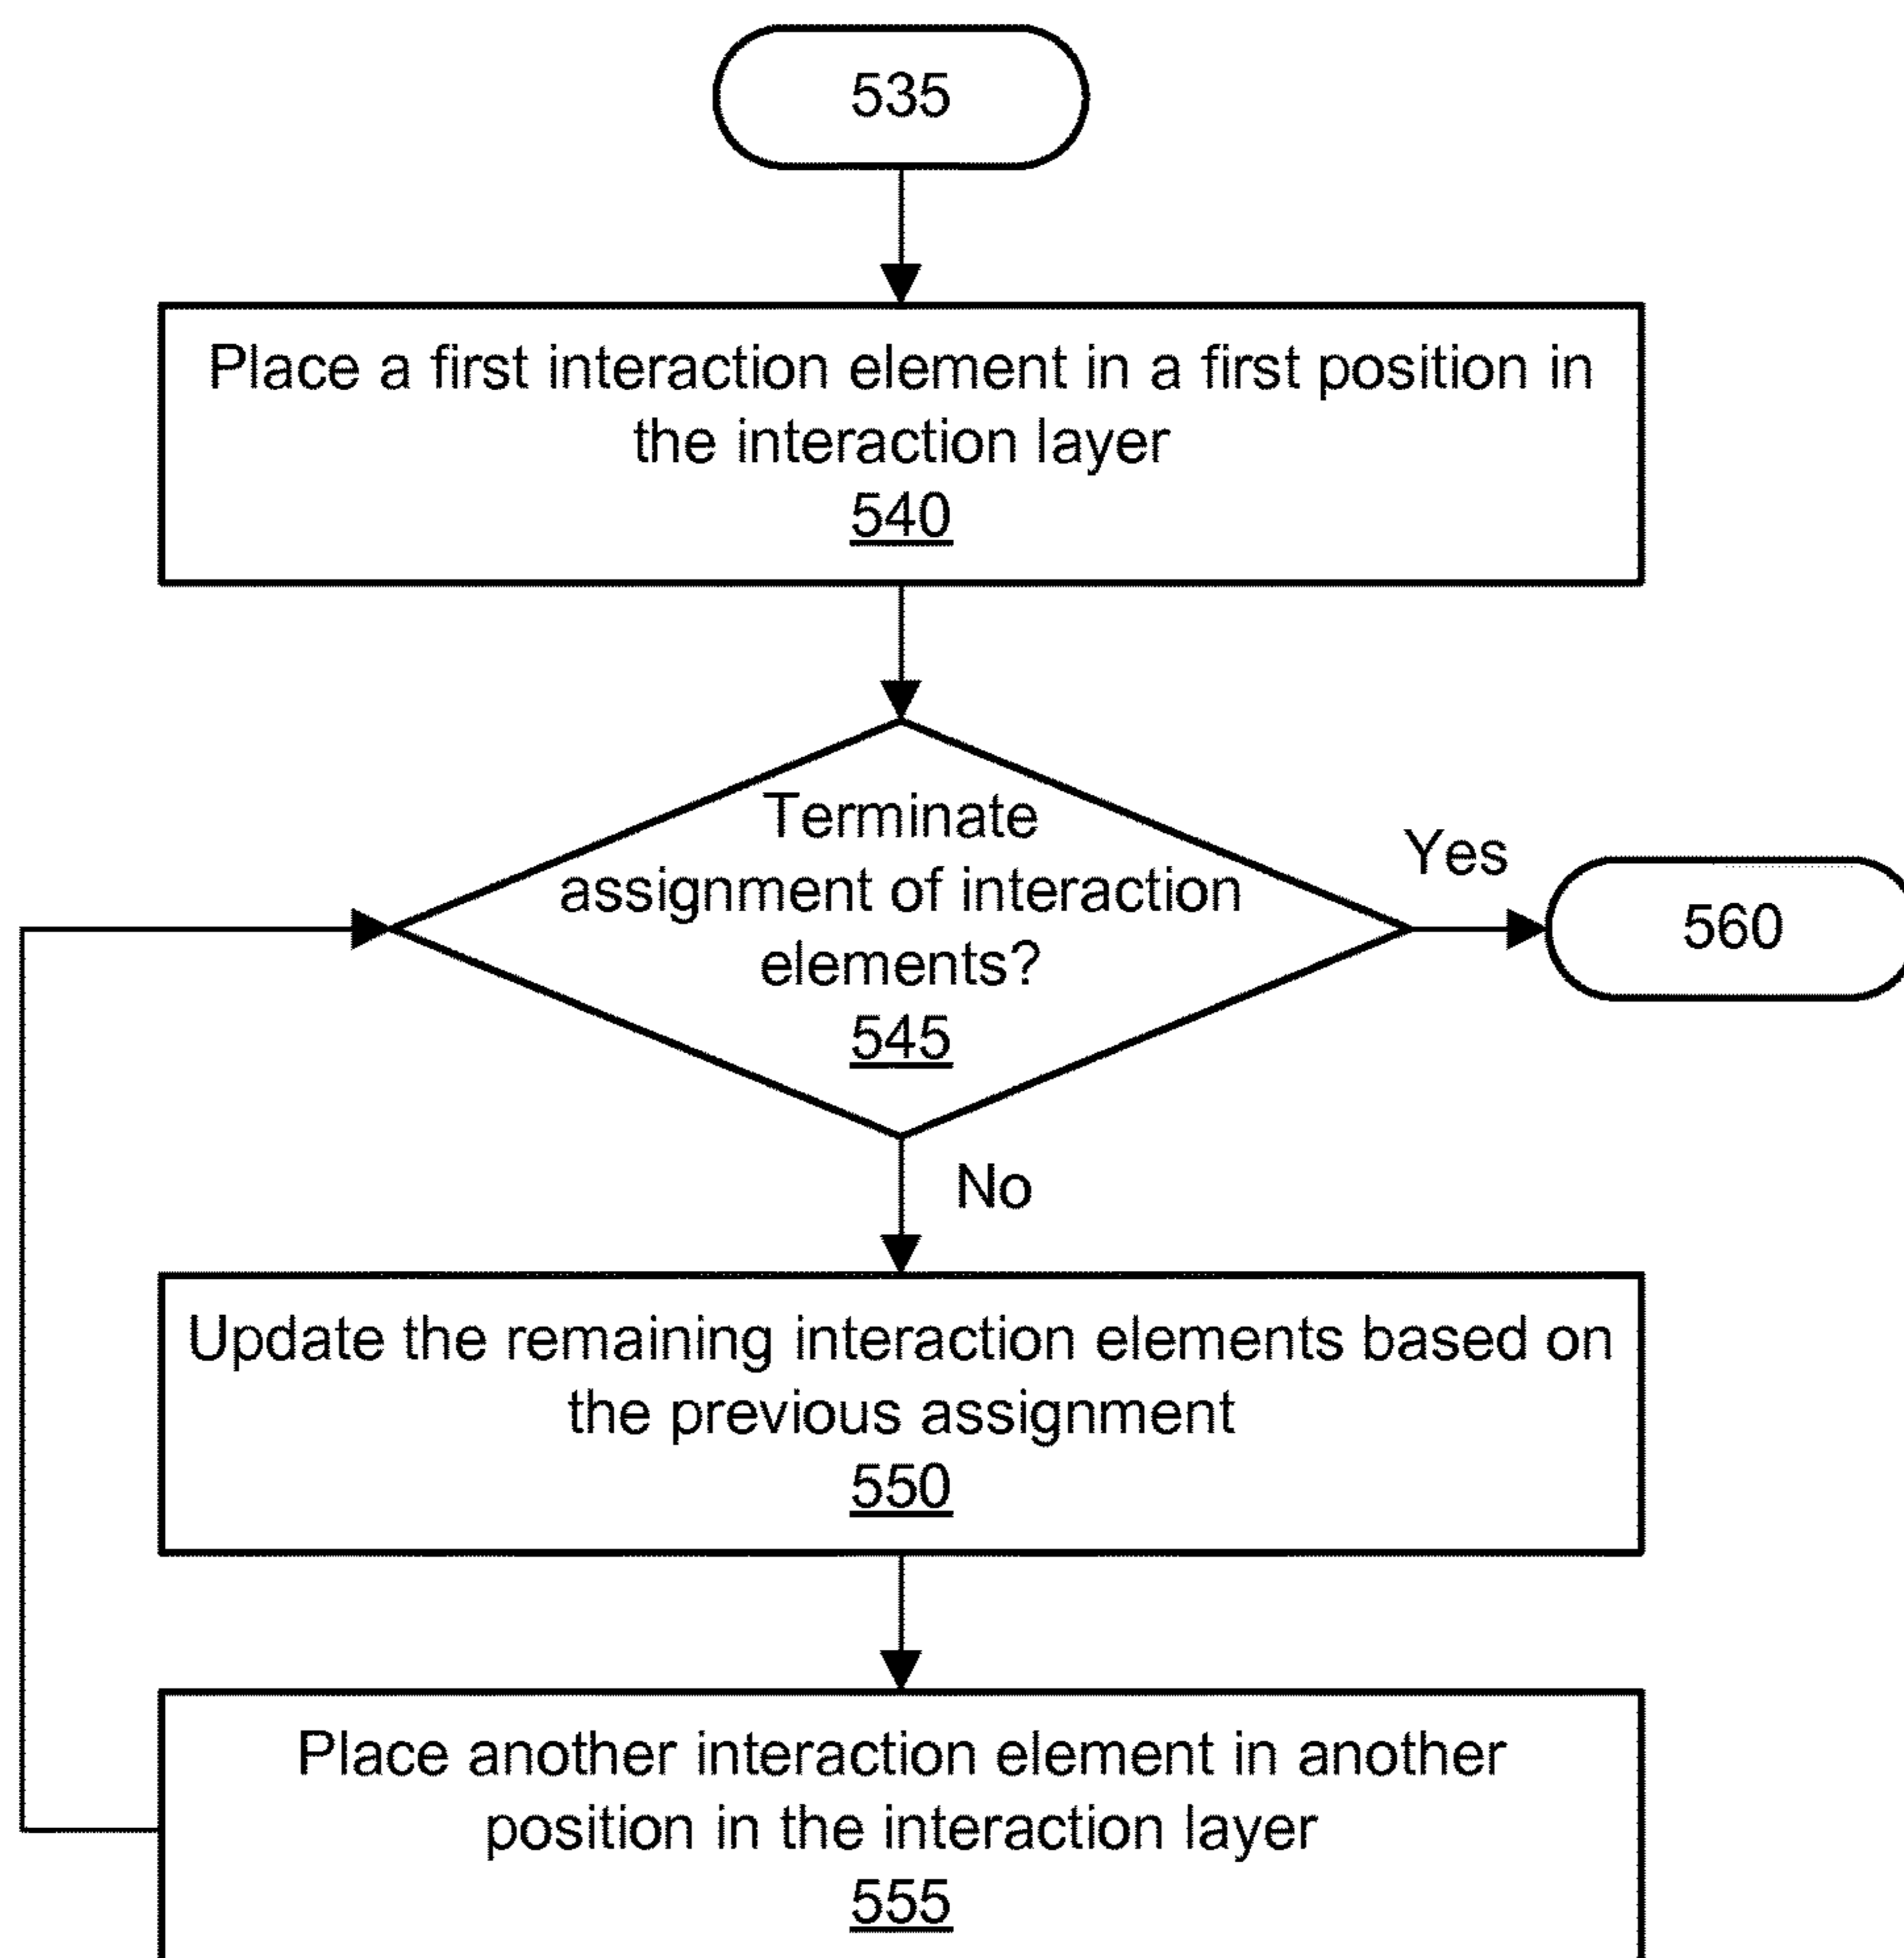 535
Place a first interaction element in a first position in
the interaction layer
540
Terminate
assignment of interaction
elements?
545
Yes
560
No
Update the remaining interaction elements based on
the previous assignment
550
Place another interaction element in another
position in the interaction layer
555